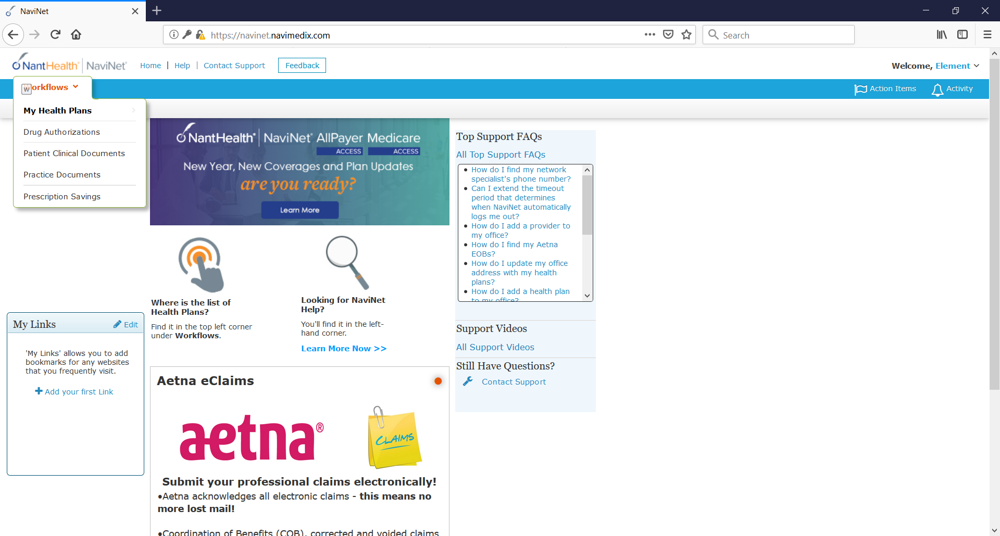 NaviNet
https://navinet.navimedix.com
Search
NantHealth® NaviNet®
Home
Help
Contact Support
Feedback
Welcome, Element
W orkflows
Action Items
Activity
My Health Plans
Drug Authorizations
Patient Clinical Documents
Practice Documents
Prescription Savings
NantHealth® NaviNet® AllPayer Medicare
ACCESS ACCESS
New Year, New Coverages and Plan Updates
are you ready?
Learn More
Where is the list of
Health Plans?
Find it in the top left corner
under Workflows.
Looking for NaviNet
Help?
You'll find it in the left-
hand corner.
Learn More Now >>
Top Support FAQs
All Top Support FAQs
• How do I find my network
specialist's phone number?
• Can I extend the timeout
period that determines
when NaviNet automatically
logs me out?
• How do I add a provider to
my office?
• How do I find my Aetna
EOBs?
• How do I update my office
address with my health
plans?
• How do I add a health plan
to my office?
Support Videos
All Support Videos
Still Have Questions?
Contact Support
My Links
Edit
'My Links' allows you to add
bookmarks for any websites
that you frequently visit.
Add your first Link
Aetna eClaims
aetna®
CLAIMS
Submit your professional claims electronically!
•Aetna acknowledges all electronic claims - this means no
more lost mail!
•Coordination of Benefits (COB), corrected and voided claims